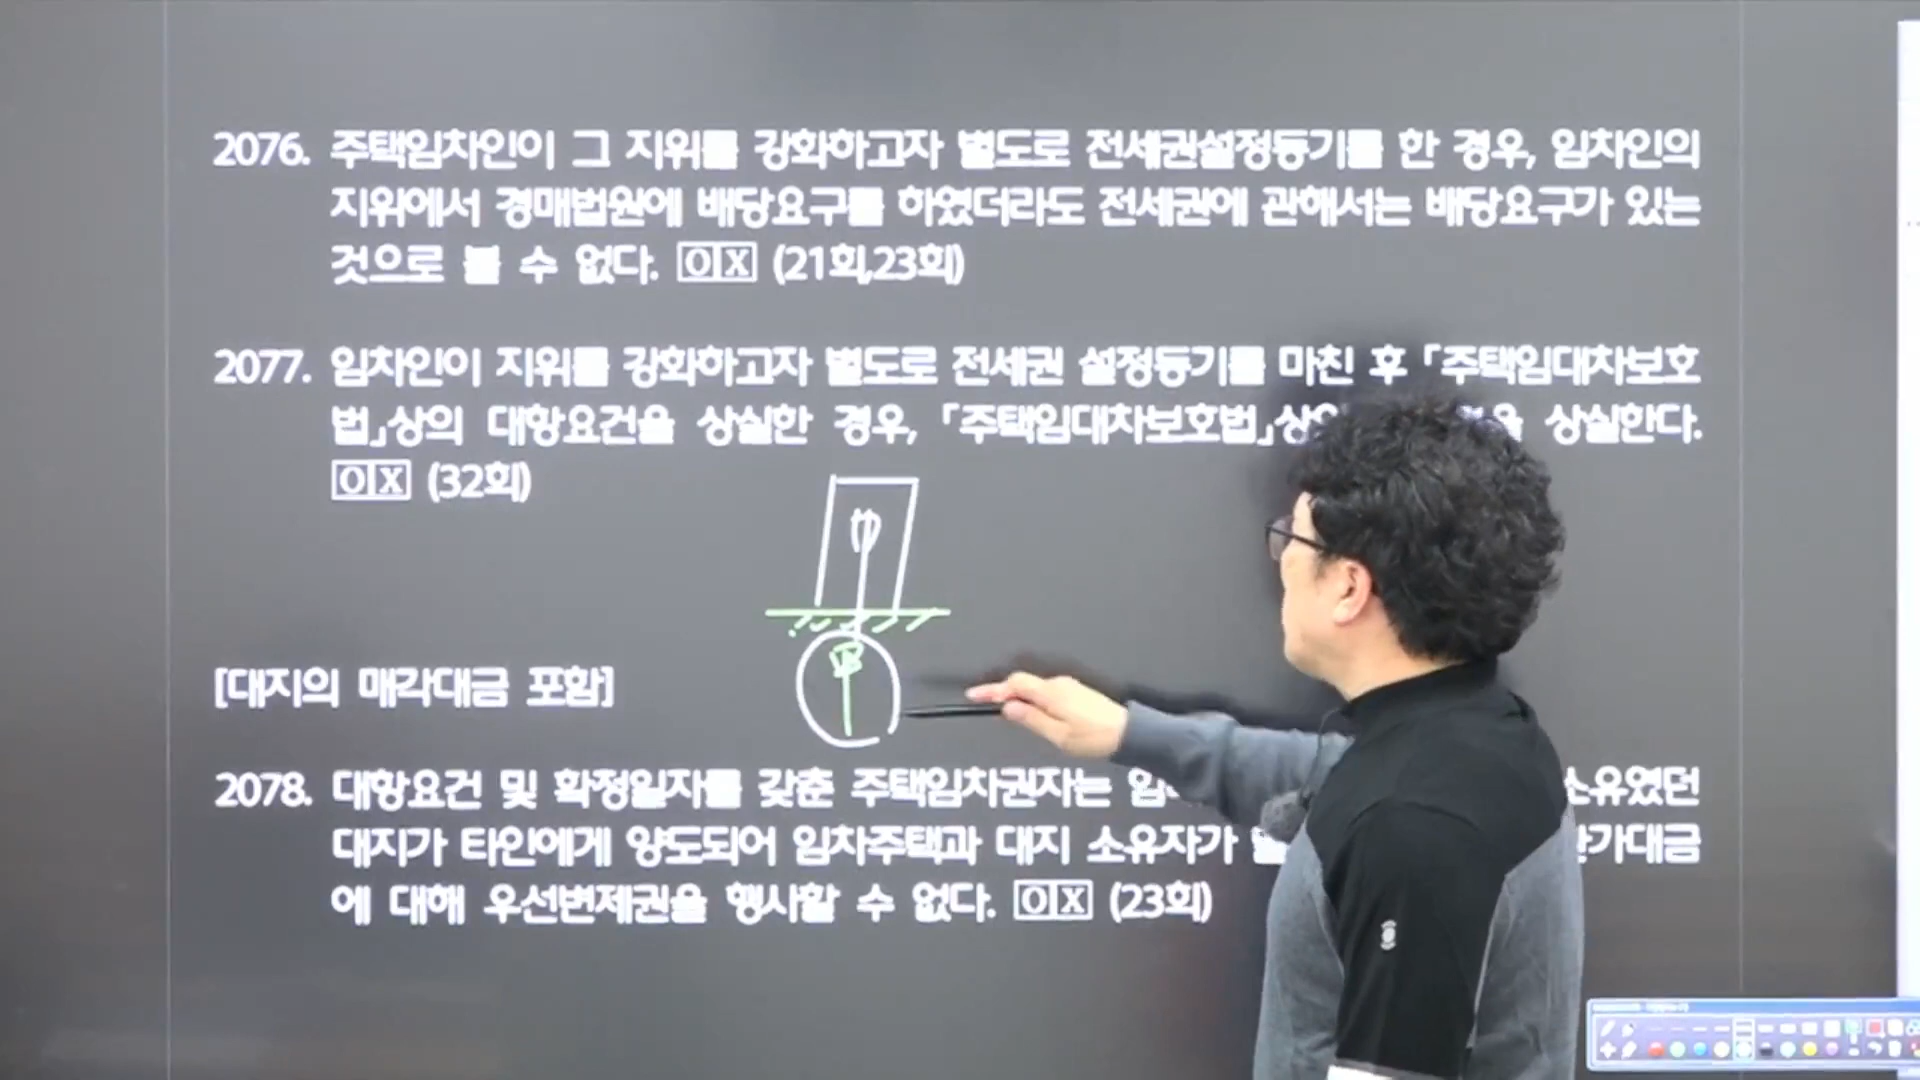 2076. 주택임차인이 그 지위를 강화하고자 별도로 전세권설정등기를 한 경우, 임차인의
지위에서 경매법원에 배당요구를 하였더라도 전세권에 관해서는 배당요구가 있는
것으로 볼 수 없다. O X (21회,23회)
2077. 임차인이 지위를 강화하고자 별도로 전세권 설정등기를 마친 후 「주택임대차보호
법」상의 대항요건을 상실한 경우, 「주택임대차보호법」상의 을 상실한다.
O X (32회)
[대지의 매각대금 포함]
2078. 대항요건 및 확정일자를 갖춘 주택임차권자는 임 소유였던
대지가 타인에게 양도되어 임차주택과 대지 소유자가 가대금
에 대해 우선변제권을 행사할 수 없다. O X (23회)